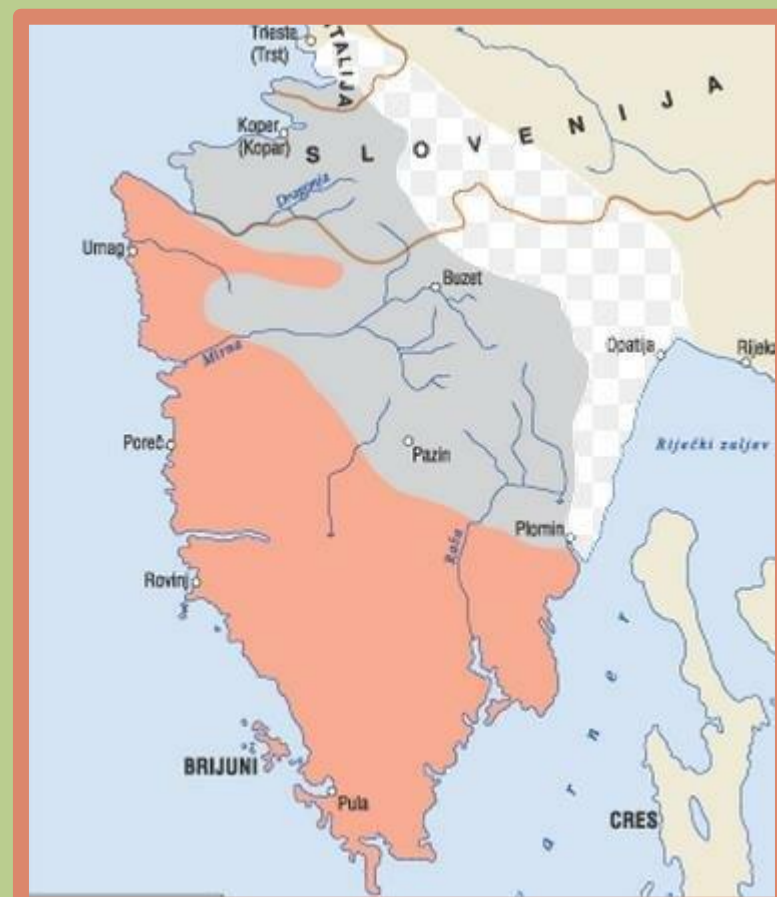 Trieste
(Trst)
ITALIJA
Koper
(Kopar)
SLOVENIJA
Dragonja
Umag
Buzet
Mirna
Opatija
Rijeka
Poreč
Pazin
Riječki zaljev
Plomin
Raša
Rovinj
BRIJUNI
Pula
CRES
arner